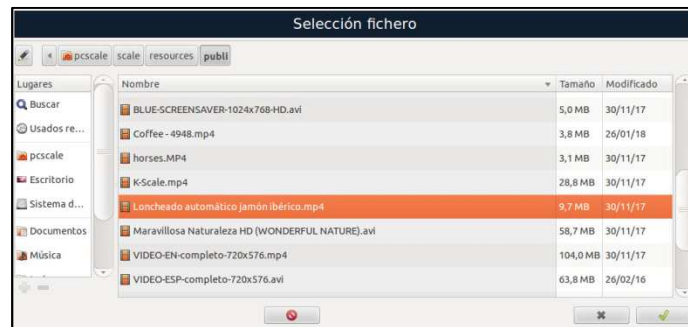 Selección fichero
pcscale scale resources publi
Lugares
Buscar
Usados re...
pcscale
Escritorio
Sistema d...
Documentos
Música
Nombre Tamaño Modificado
BLUE-SCREENSAVER-1024x768-HD.avi 5,0 MB 30/11/17
Coffee - 4948.mp4 3,8 MB 26/01/18
horses.MP4 3,1 MB 30/11/17
K-Scale.mp4 28,8 MB 30/11/17
Loncheado automático jamón ibérico.mp4 9,7 MB 30/11/17
Maravillosa Naturaleza HD (WONDERFUL NATURE).avi 58,7 MB 30/11/17
VIDEO-EN-completo-720x576.mp4 104,0 MB 30/11/17
VIDEO-ESP-completo-720x576.avi 63,8 MB 26/02/16